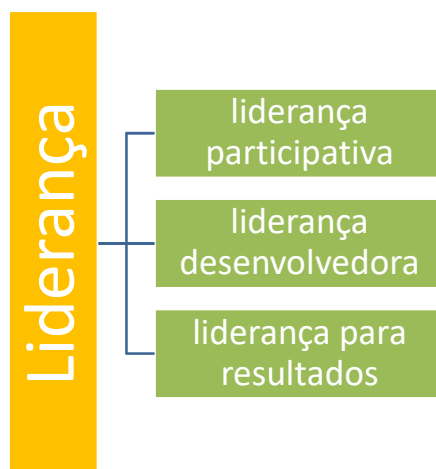 Liderança
liderança
participativa
liderança
desenvolvedora
liderança para
resultados